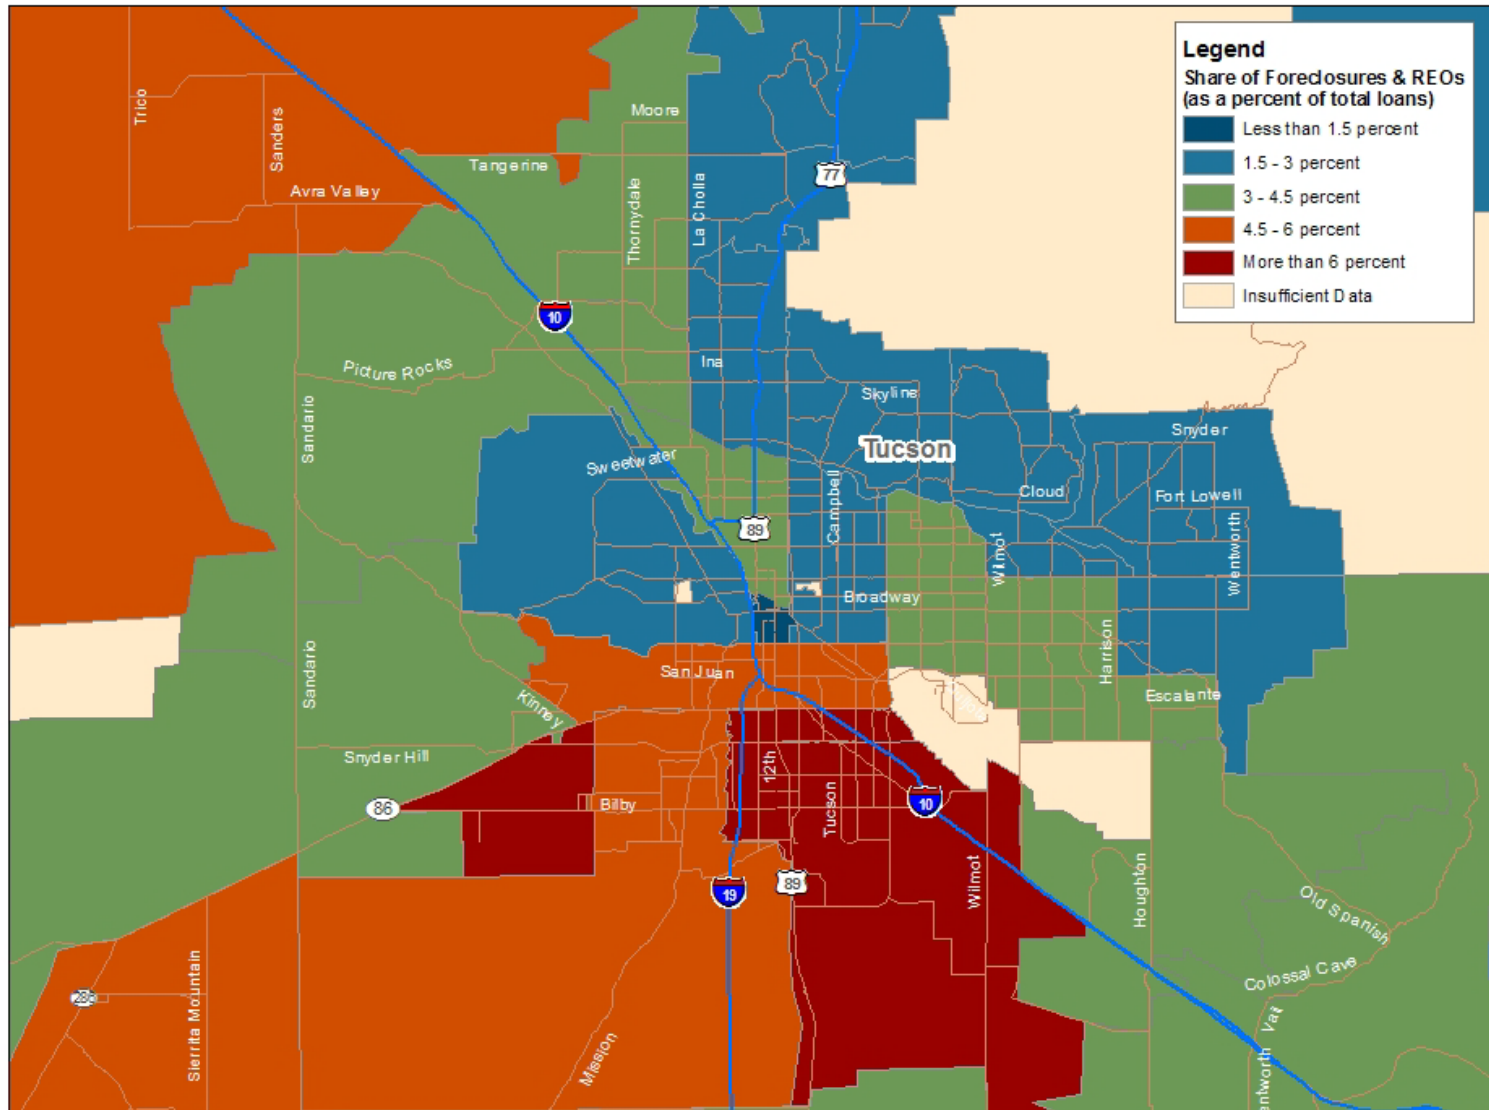 Legend
Share of Foreclosures & REOs
(as a percent of total loans)
Less than 1.5 percent
1.5 - 3 percent
3 - 4.5 percent
4.5 - 6 percent
More than 6 percent
Insufficient Data
Trico
Sanders
Moore
Tangerine
77
Avra Valley
Thornydale
La Cholla
10
Ina
Picture Rocks
Skyline
Sandario
Snyder
Tucson
Sweetwater
Cloud
Fort Lowell
Campbell
89
Wilmot
Wentworth
Broadway
Harrison
San Juan
Sandario
Kinney
Escalante
Snyder Hill
12th
86
Bilby
Tucson
10
Wilmot
Houghton
19
89
Old Spanish
Colossal Cave
286
Sierrita Mountain
Mission
Vail